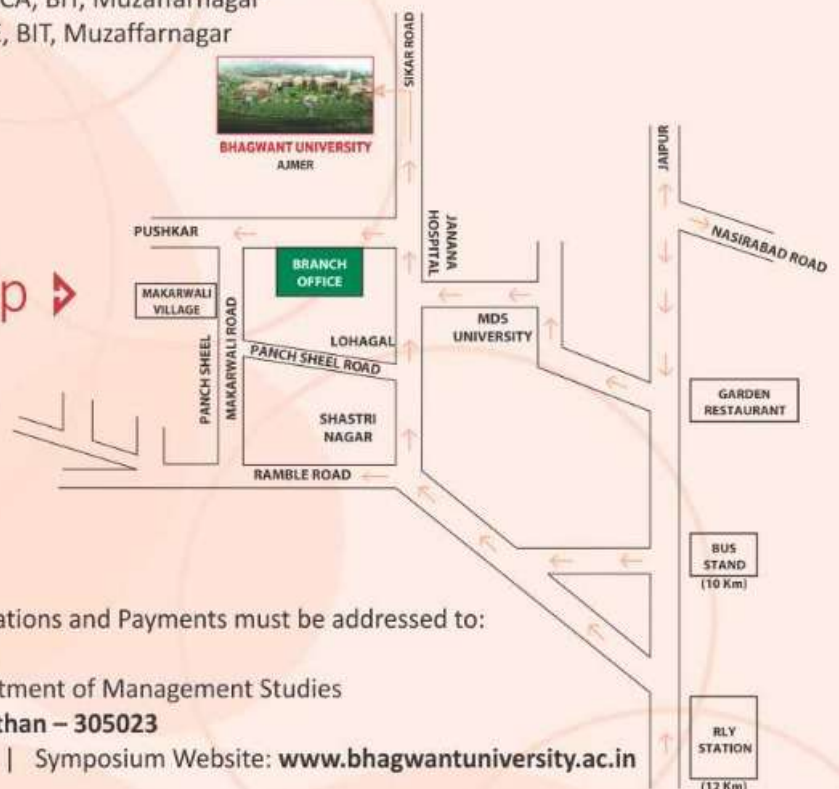 BIT, Muzaffarnagar
, BIT, Muzaffarnagar
SIKAR ROAD
BHAGWANT UNIVERSITY
AJMER
JAIPUR
PUSHKAR
JANANA
HOSPITAL
NASIRABAD ROAD
BRANCH
OFFICE
p
MAKARWALI
VILLAGE
MDS
UNIVERSITY
LOHAGAL
PANCH SHEEL ROAD
PANCH SHEEL
MAKARWALI ROAD
GARDEN
RESTAURANT
SHASTRI
NAGAR
RAMBLE ROAD
BUS
STAND
(10 Km)
ations and Payments must be addressed to:
tment of Management Studies
than – 305023
| Symposium Website: www.bhagwantuniversity.ac.in
RLY
STATION
(12 Km)